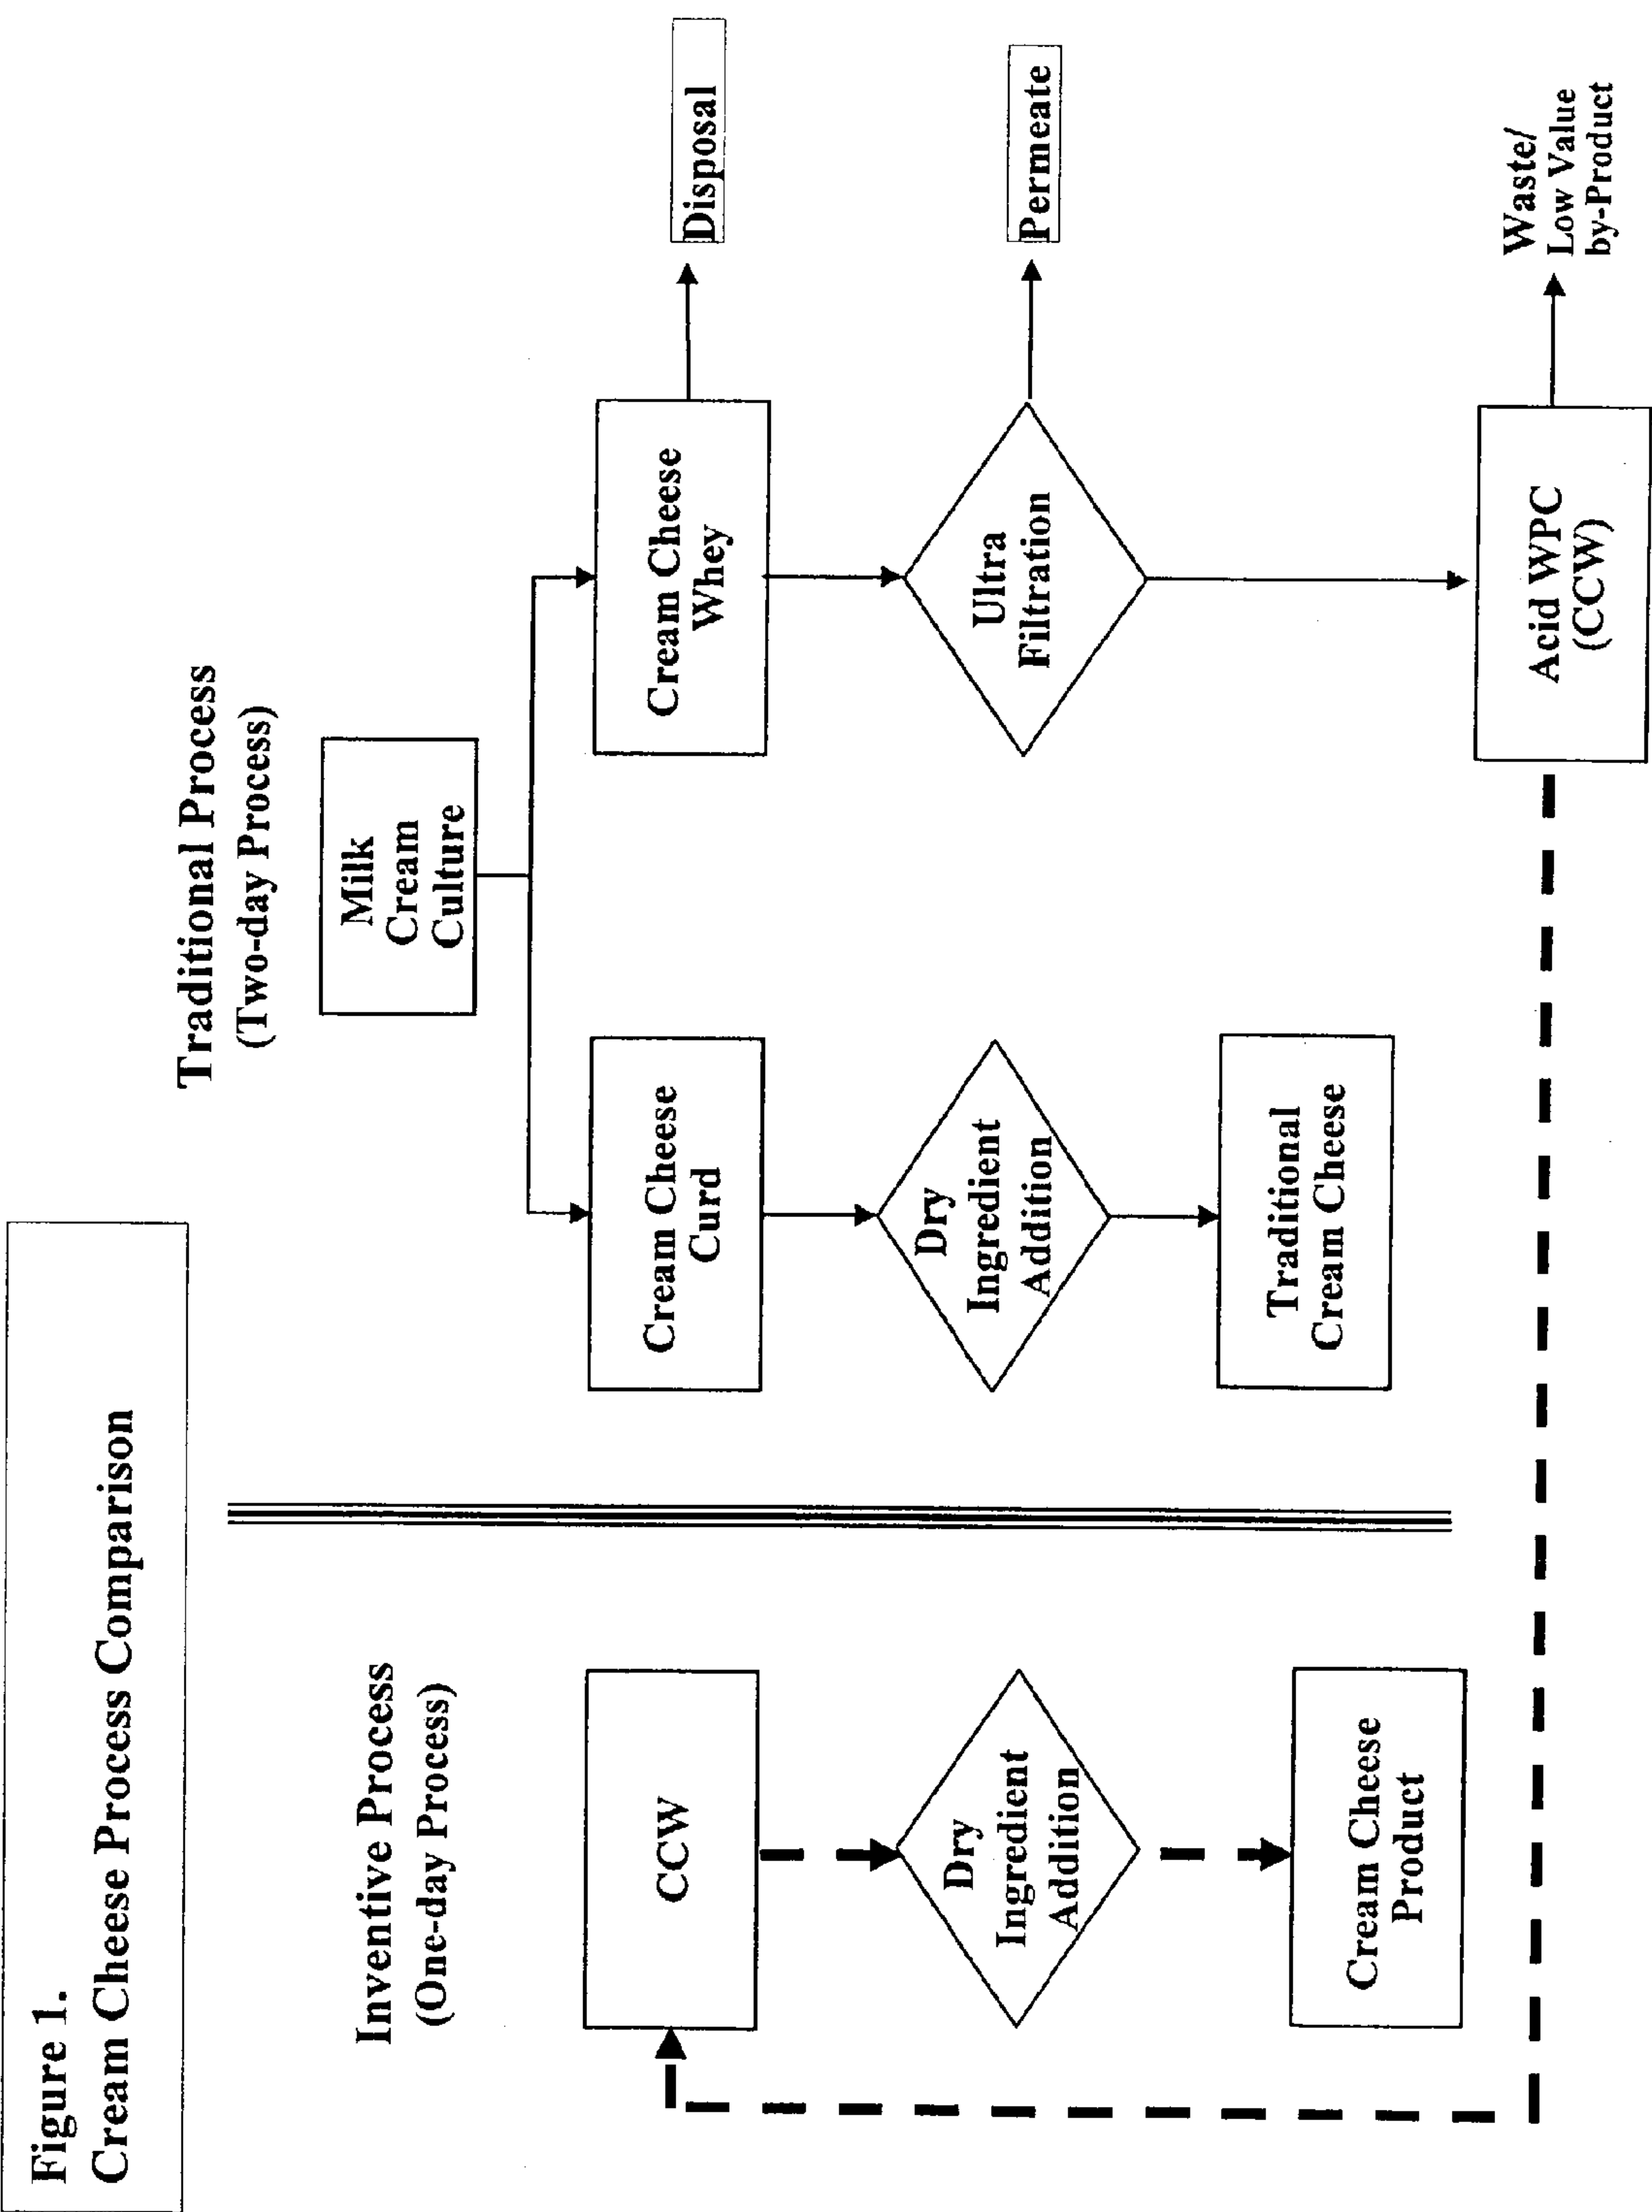 Figure 1.
Cream Cheese Process Comparison
Inventive Process
(One-day Process)
CCW
Dry
Ingredient
Addition
Cream Cheese
Product
Traditional Process
(Two-day Process)
Milk
Cream
Culture
Cream Cheese
Curd
Dry
Ingredient
Addition
Traditional
Cream Cheese
Cream Cheese
Whey
Disposal
Ultra
Filtration
Permeate
Acid WPC
(CCW)
Waste/
Low Value
by-Product